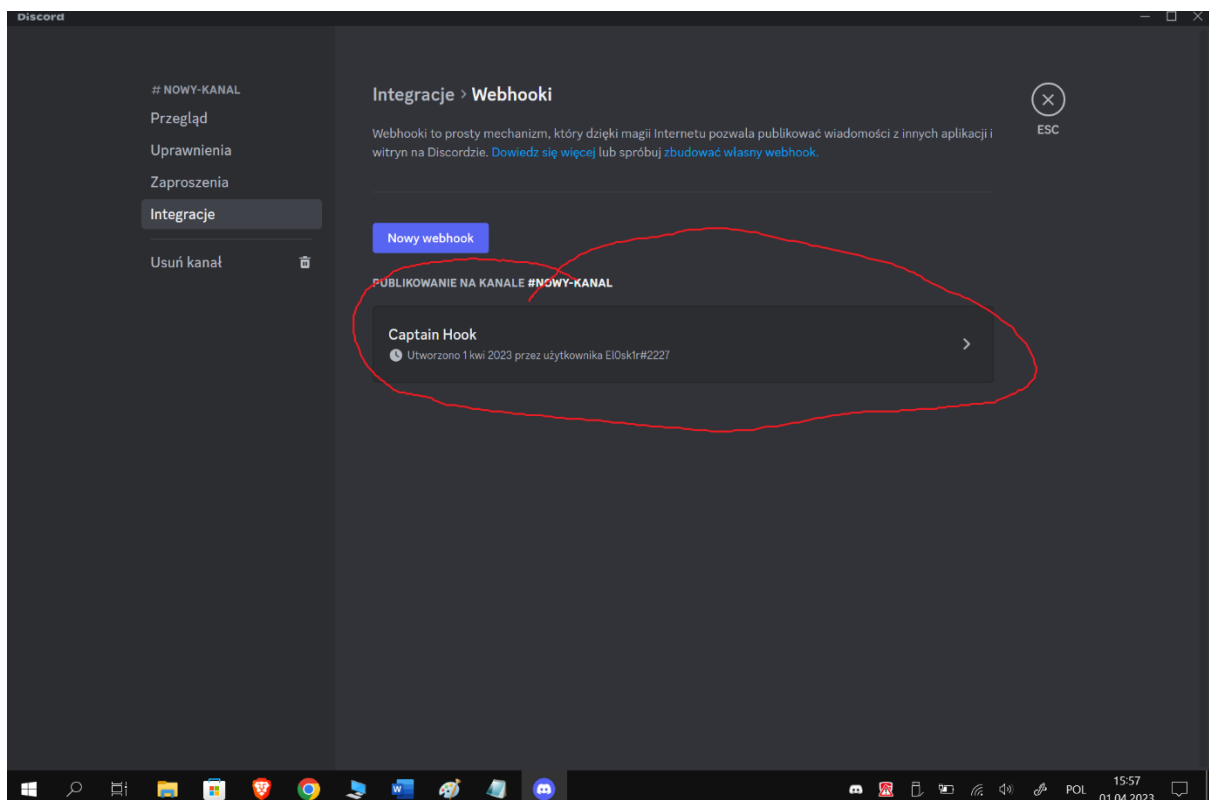 Discord
# NOWY-KANAL
Przegląd
Uprawnienia
Zaproszenia
Integracje
Usuń kanał
Integracje > Webhooki
ESC
Webhooki to prosty mechanizm, który dzięki magii Internetu pozwala publikować wiadomości z innych aplikacji i
witryn na Discordzie. Dowiedz się więcej lub spróbuj zbudować własny webhook.
Nowy webhook
PUBLIKOWANIE NA KANALE #NOWY-KANAL
Captain Hook
Utworzono 1 kwi 2023 przez użytkownika El0sk1r#2227
W
POL
15:57
01.04.2023